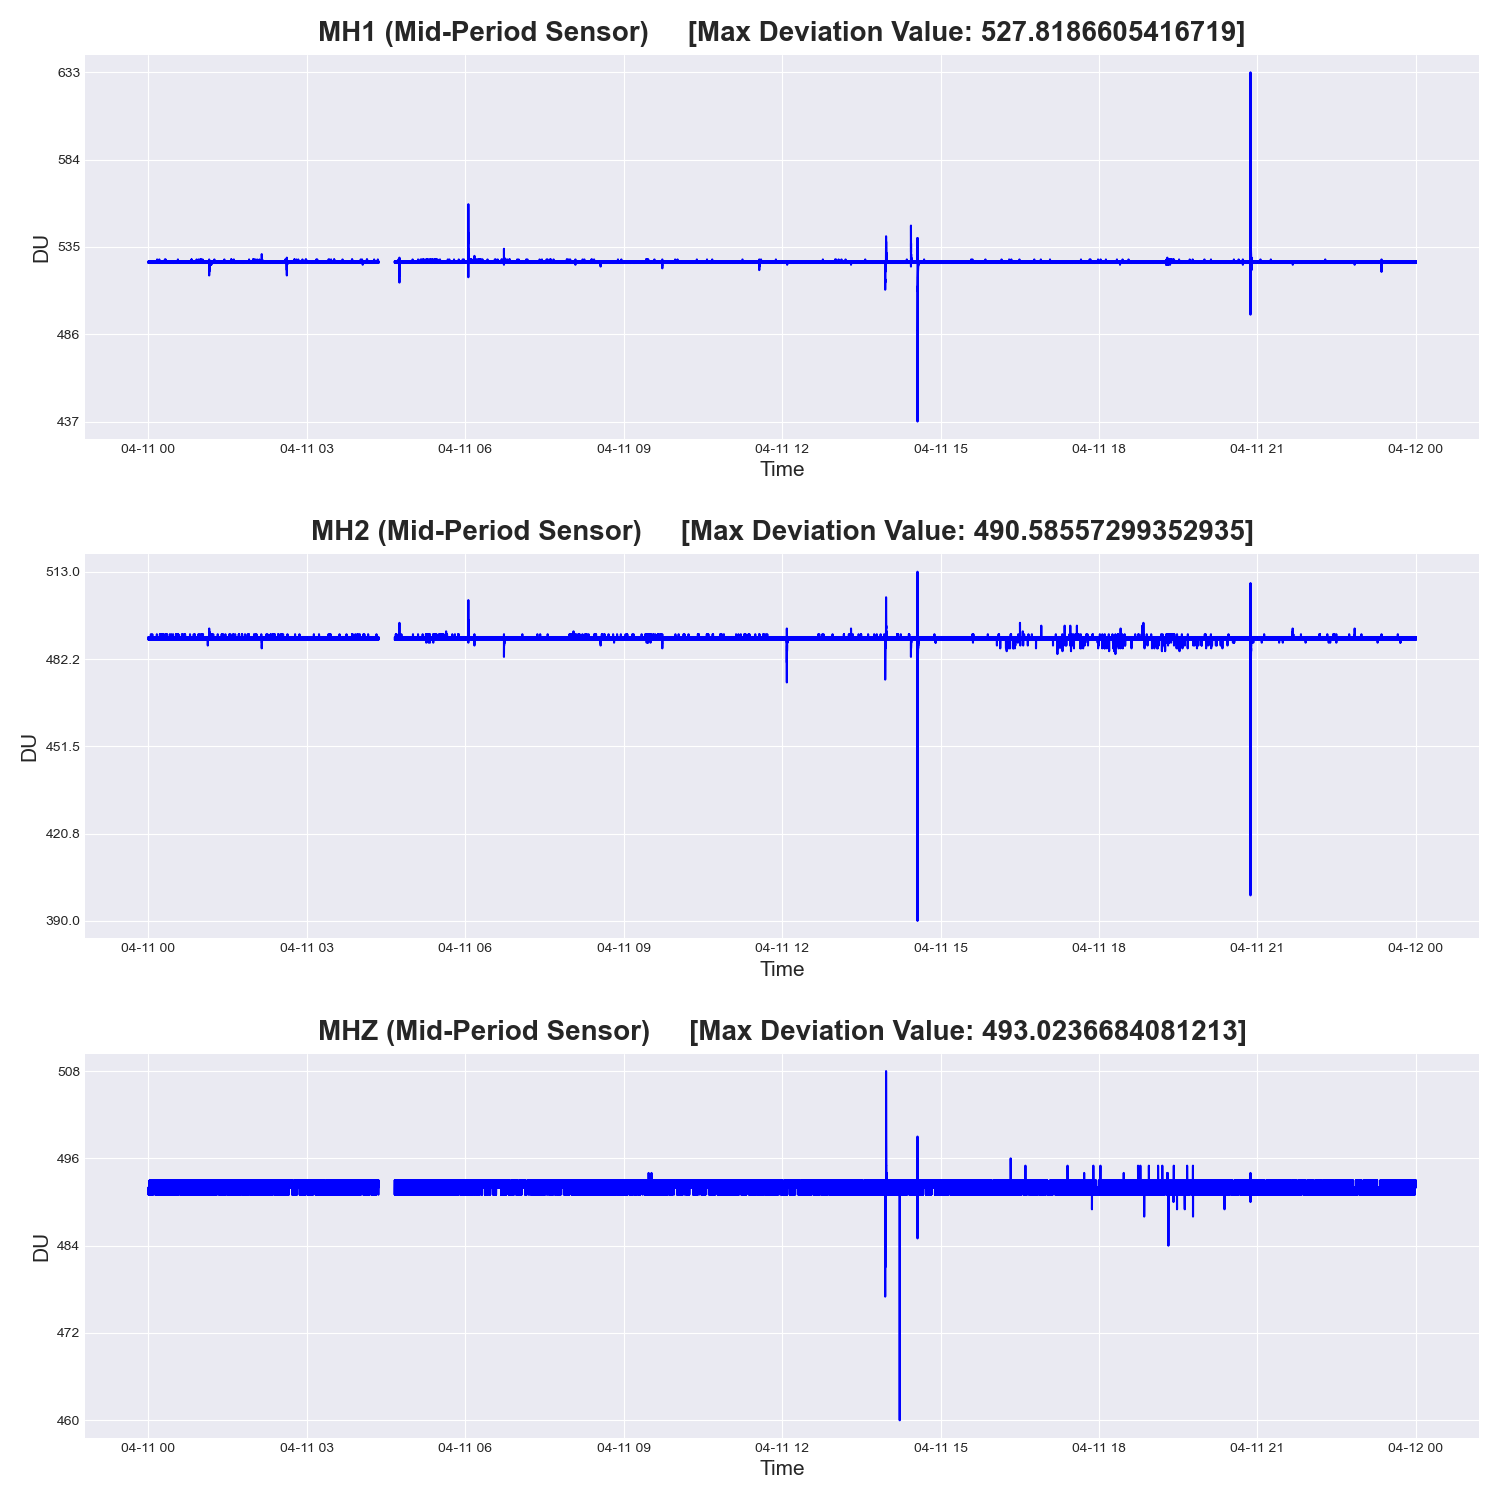 MH1 (Mid-Period Sensor) [Max Deviation Value: 527.8186605416719]
633
584
535
486
437
DU
04-11 00 04-11 03 04-11 06 04-11 09 04-11 12 04-11 15 04-11 18 04-11 21 04-12 00
Time
MH2 (Mid-Period Sensor) [Max Deviation Value: 490.58557299352935]
513.0
482.2
451.5
420.8
390.0
DU
04-11 00 04-11 03 04-11 06 04-11 09 04-11 12 04-11 15 04-11 18 04-11 21 04-12 00
Time
MHZ (Mid-Period Sensor) [Max Deviation Value: 493.0236684081213]
508
496
484
472
460
DU
04-11 00 04-11 03 04-11 06 04-11 09 04-11 12 04-11 15 04-11 18 04-11 21 04-12 00
Time